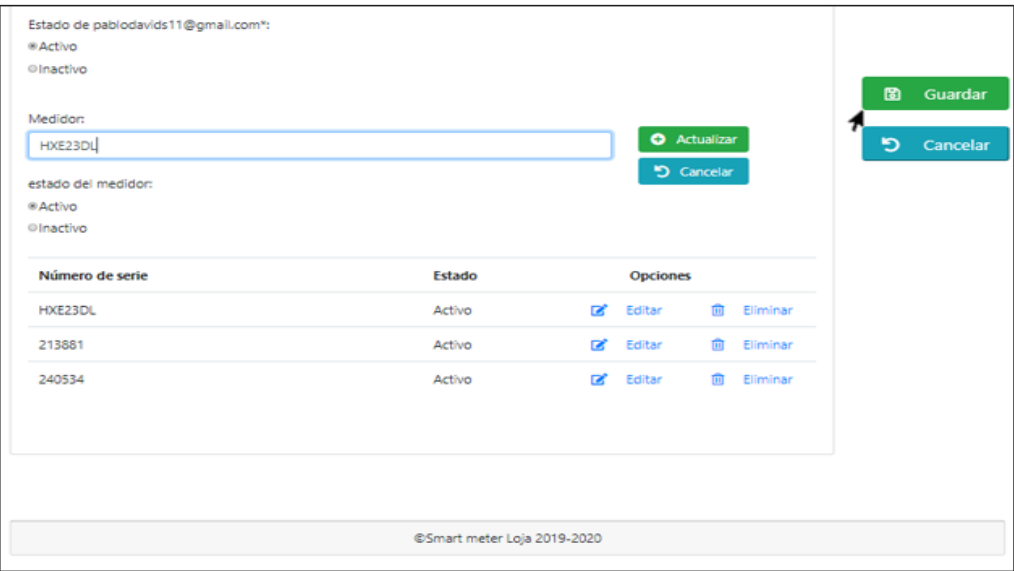 Estado de pablodavids11@gmail.com*:
Activo
Inactivo
Guardar
Medidor:
HXE23DL
Actualizar
Cancelar
Cancelar
estado del medidor:
Activo
Inactivo
Número de serie Estado Opciones
HXE23DL Activo Editar Eliminar
213881 Activo Editar Eliminar
240534 Activo Editar Eliminar
©Smart meter Loja 2019-2020